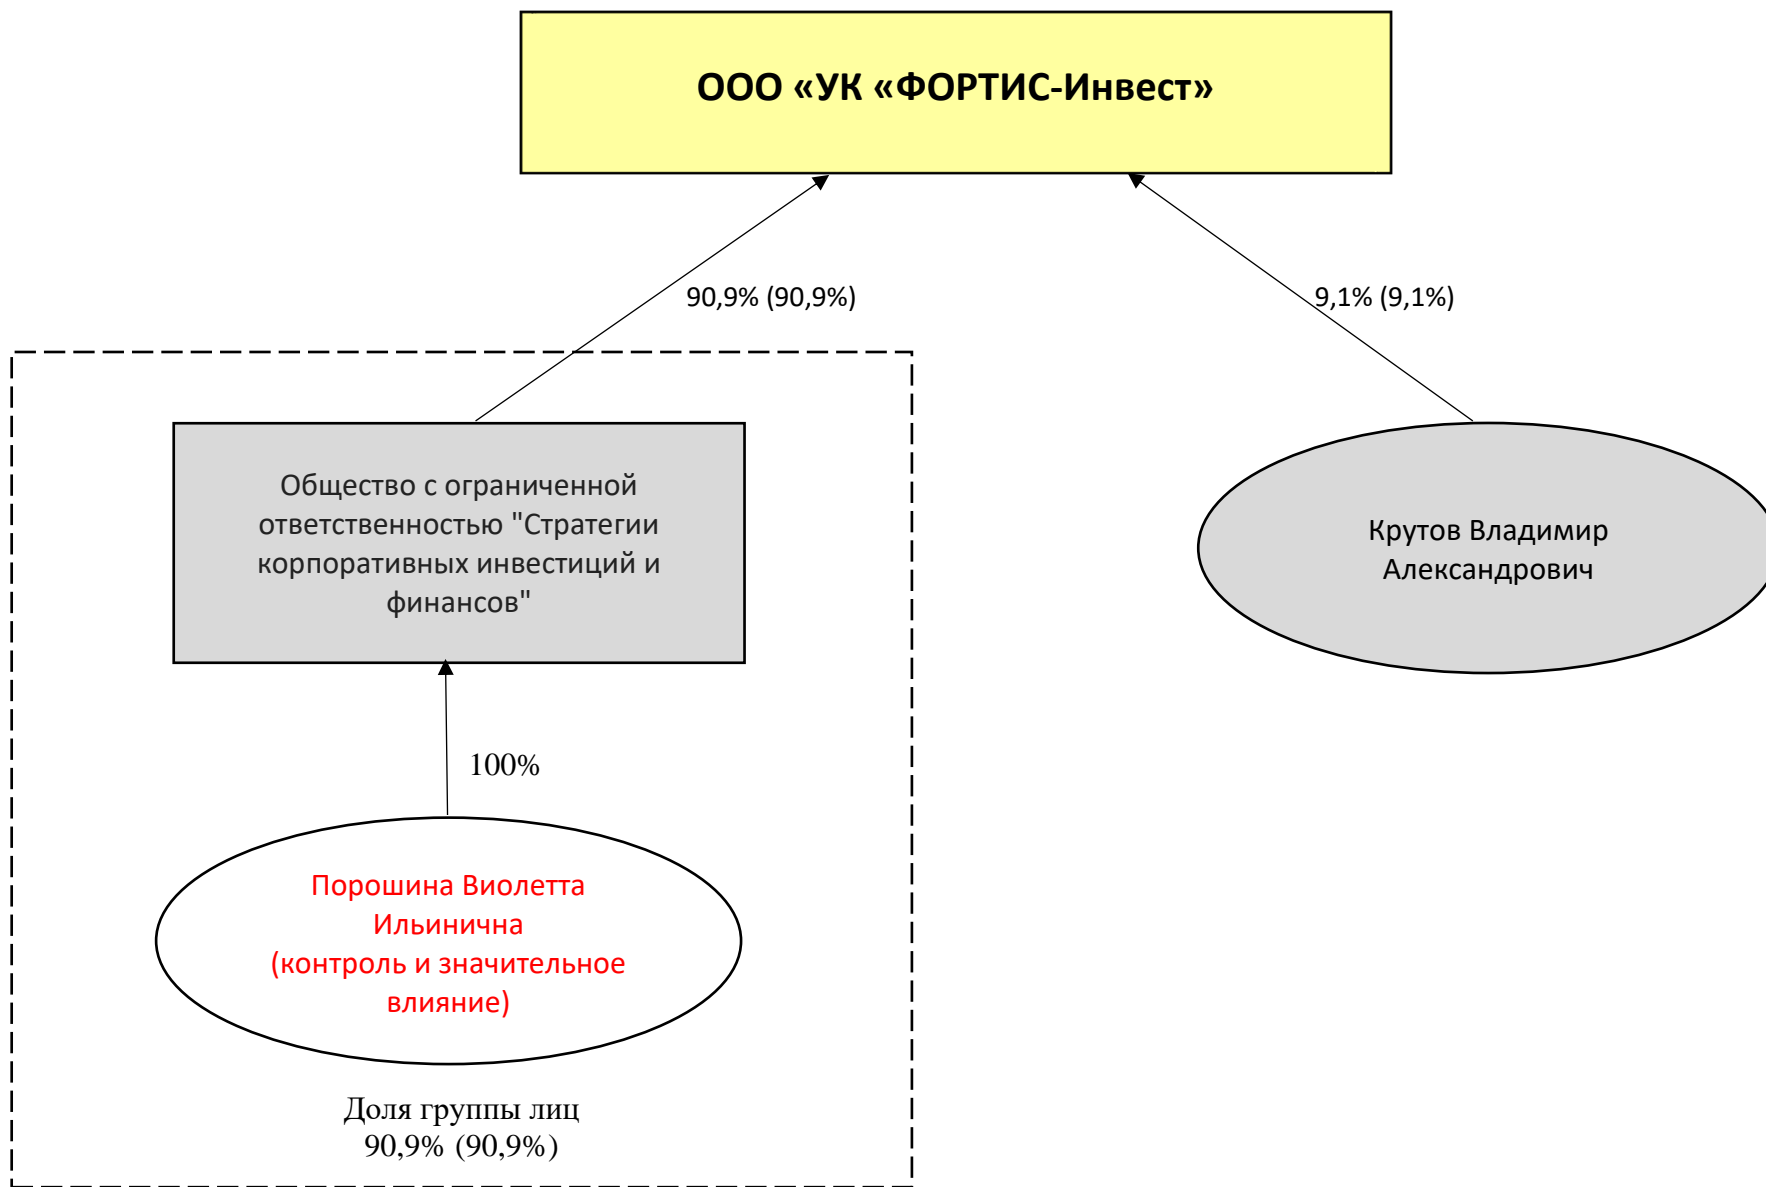 ООО «УК «ФОРТИС-Инвест»
90,9% (90,9%)
9,1% (9,1%)
Общество с ограниченной
ответственностью "Стратегии
корпоративных инвестиций и
финансов"
Крутов Владимир
Александрович
100%
Порошина Виолетта
Ильинична
(контроль и значительное
влияние)
Доля группы лиц
90,9% (90,9%)